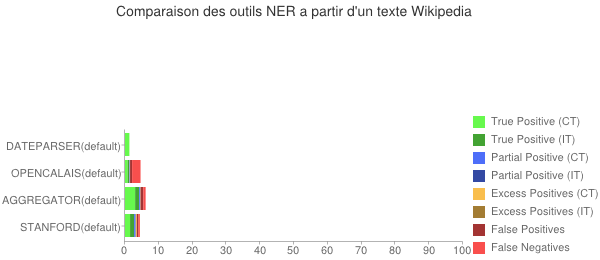 Comparaison des outils NER a partir d'un texte Wikipedia
DATEPARSER(default)
OPENCALAIS(default)
AGGREGATOR(default)
STANFORD(default)
0 10 20 30 40 50 60 70 80 90 100
True Positive (CT)
True Positive (IT)
Partial Positive (CT)
Partial Positive (IT)
Excess Positives (CT)
Excess Positives (IT)
False Positives
False Negatives